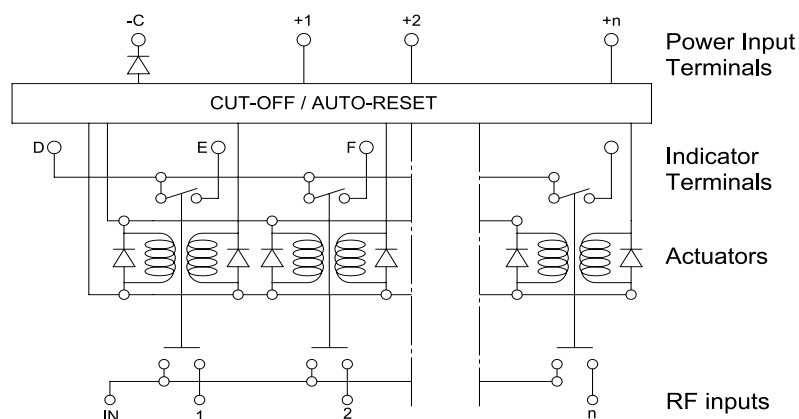 -C +1 +2 +n Power Input
Terminals
CUT-OFF / AUTO-RESET
D E F Indicator
Terminals
Actuators
IN 1 2 n RF inputs